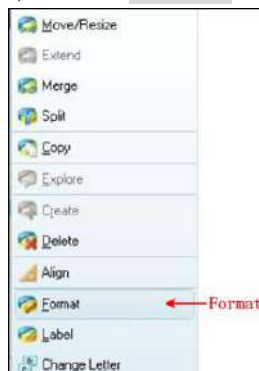 Move/Resize
Extend
Merge
Split
Copy
Explore
Create
Delete
Align
Format
Format
Label
Change Letter